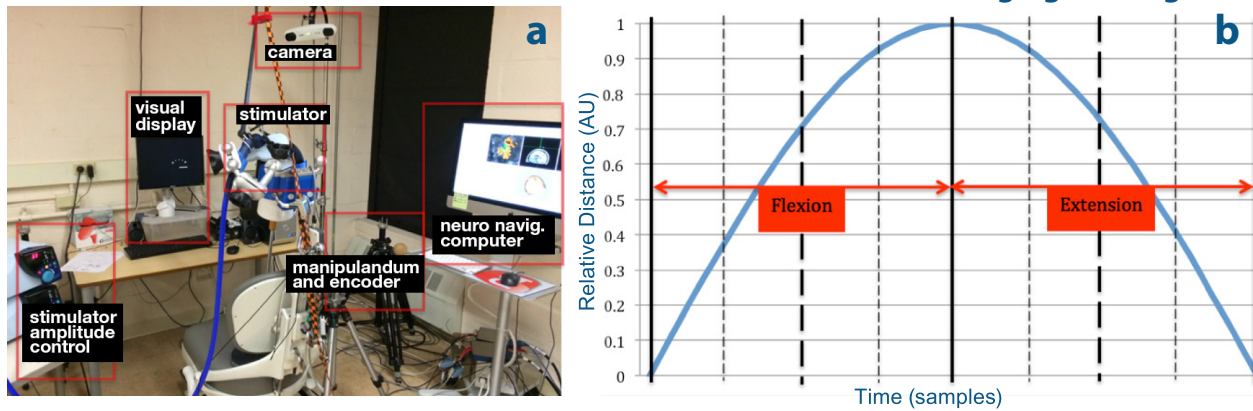 a
camera
visual
display
stimulator
neuro navig.
computer
manipulandum
and encoder
stimulator
amplitude
control
b
Relative Distance (AU)
1
0.9
0.8
0.7
0.6
0.5
0.4
0.3
0.2
0.1
0
Flexion
Extension
Time (samples)